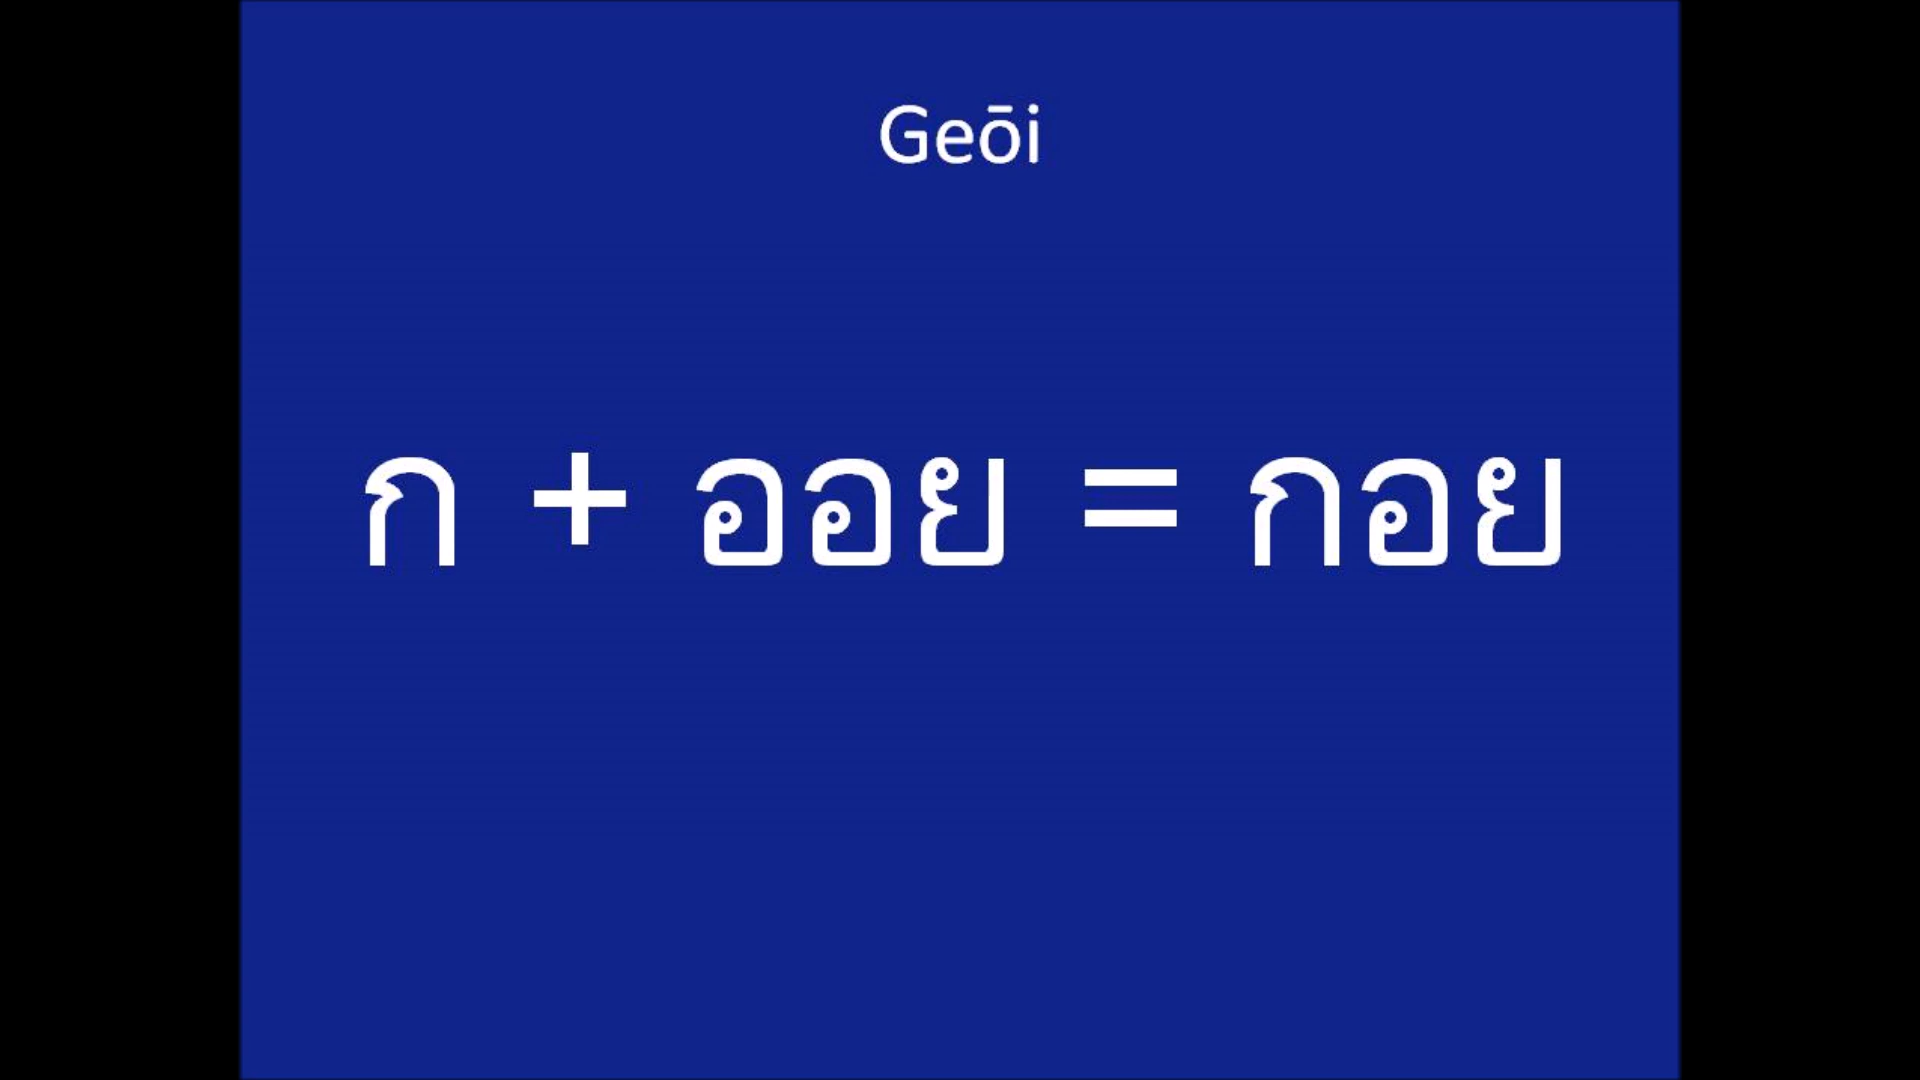 Geōi
ก + ออย = กอย